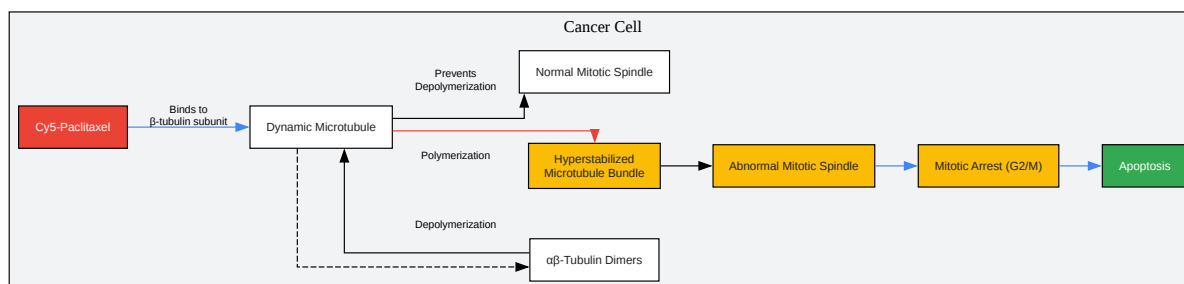 Cancer Cell
Prevents
Depolymerization
Normal Mitotic Spindle
Cy5-Paclitaxel
Binds to
β-tubulin subunit
Dynamic Microtubule
Polymerization
Hyperstabilized
Microtubule Bundle
Abnormal Mitotic Spindle
Mitotic Arrest (G2/M)
Apoptosis
Depolymerization
αβ-Tubulin Dimers